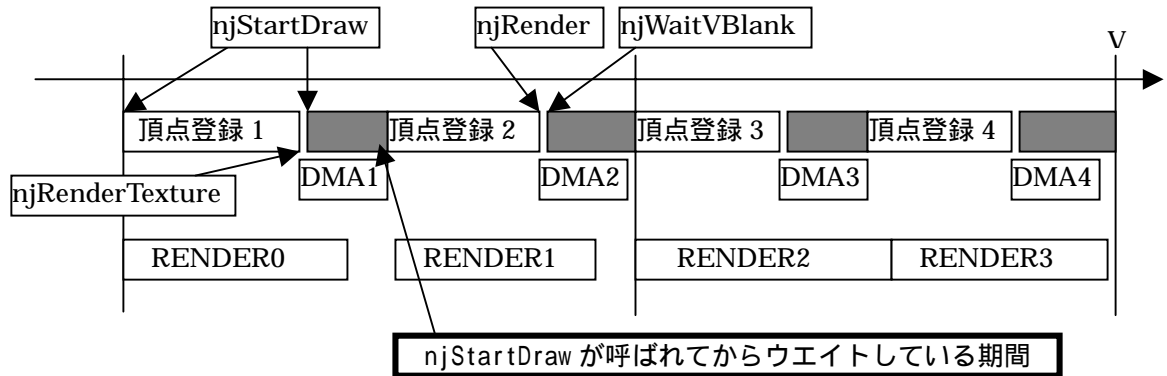 njStartDraw njRender njWaitVBlank
V
頂点登録 1 頂点登録 2 頂点登録 3 頂点登録 4
DMA1 DMA2 DMA3 DMA4
njRenderTexture
RENDER0 RENDER1 RENDER2 RENDER3
njStartDraw が呼ばれてからウエイトしている期間